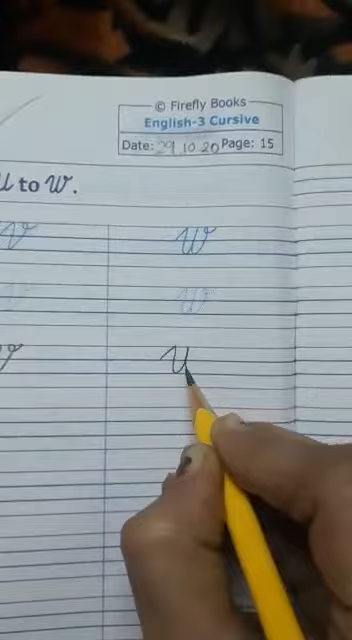 © Firefly Books
English-3 Cursive
Date: 29.10.20 Page: 15
U to W.
V W
V W
V